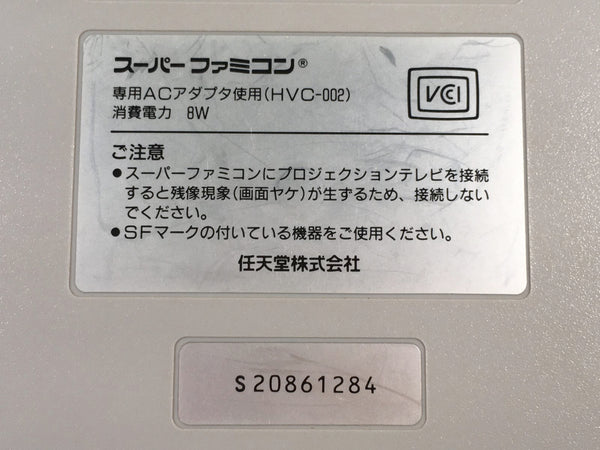 スーパーファミコン®
専用ACアダプタ使用(HVC-002)
消費電力 8W
VCCI
ご注意
●スーパーファミコンにプロジェクションテレビを接続
すると残像現象(画面ヤケ)が生ずるため、接続しない
でください。
●SFマークの付いている機器をご使用ください。
任天堂株式会社
S20861284